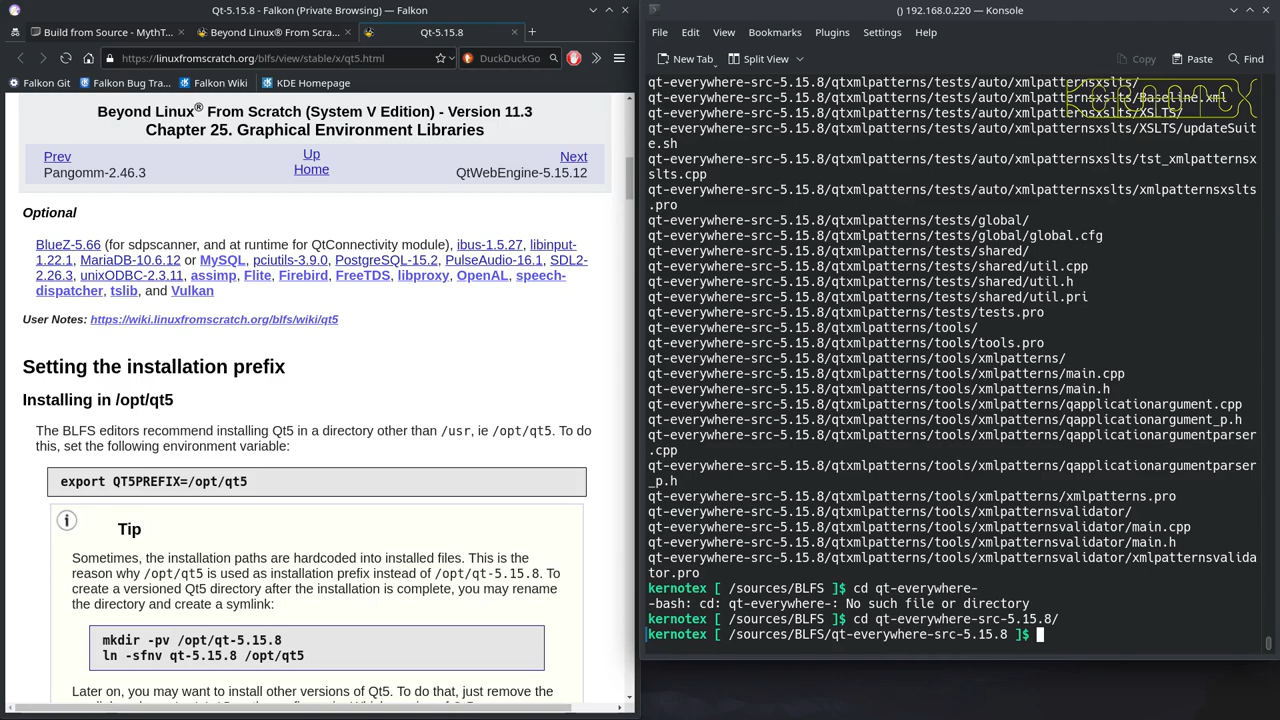 Qt-5.15.8 - Falkon (Private Browsing) — Falkon
Build from Source - MythT…
Beyond Linux® From Scra…
Qt-5.15.8
https://linuxfromscratch.org/blfs/view/stable/x/qt5.html
DuckDuckGo
Falkon Git
Falkon Bug Tra…
Falkon Wiki
KDE Homepage
Beyond Linux® From Scratch (System V Edition) - Version 11.3
Chapter 25. Graphical Environment Libraries
Prev
Up
Next
Pangomm-2.46.3
Home
QtWebEngine-5.15.12
Optional
BlueZ-5.66 (for sdpscanner, and at runtime for QtConnectivity module), ibus-1.5.27, libinput-
1.22.1, MariaDB-10.6.12 or MySQL, pciutils-3.9.0, PostgreSQL-15.2, PulseAudio-16.1, SDL2-
2.26.3, unixODBC-2.3.11, assimp, Flite, Firebird, FreeTDS, libproxy, OpenAL, speech-
dispatcher, tslib, and Vulkan
User Notes: https://wiki.linuxfromscratch.org/blfs/wiki/qt5
Setting the installation prefix
Installing in /opt/qt5
The BLFS editors recommend installing Qt5 in a directory other than /usr, ie /opt/qt5. To do
this, set the following environment variable:
export QT5PREFIX=/opt/qt5
Tip
Sometimes, the installation paths are hardcoded into installed files. This is the
reason why /opt/qt5 is used as installation prefix instead of /opt/qt-5.15.8. To
create a versioned Qt5 directory after the installation is complete, you may rename
the directory and create a symlink:
mkdir -pv /opt/qt-5.15.8
ln -sfnv qt-5.15.8 /opt/qt5
Later on, you may want to install other versions of Qt5. To do that, just remove the
() 192.168.0.220 — Konsole
File Edit View Bookmarks Plugins Settings Help
New Tab
Split View
Copy
Paste
Find
qt-everywhere-src-5.15.8/qtxmlpatterns/tests/auto/xmlpatternsxslts/
qt-everywhere-src-5.15.8/qtxmlpatterns/tests/auto/xmlpatternsxslts/Baseline.xml
qt-everywhere-src-5.15.8/qtxmlpatterns/tests/auto/xmlpatternsxslts/XSLTS/
qt-everywhere-src-5.15.8/qtxmlpatterns/tests/auto/xmlpatternsxslts/XSLTS/updateSuit
e.sh
qt-everywhere-src-5.15.8/qtxmlpatterns/tests/auto/xmlpatternsxslts/tst_xmlpatternsx
slts.cpp
qt-everywhere-src-5.15.8/qtxmlpatterns/tests/auto/xmlpatternsxslts/xmlpatternsxslts
.pro
qt-everywhere-src-5.15.8/qtxmlpatterns/tests/global/
qt-everywhere-src-5.15.8/qtxmlpatterns/tests/global/global.cfg
qt-everywhere-src-5.15.8/qtxmlpatterns/tests/shared/
qt-everywhere-src-5.15.8/qtxmlpatterns/tests/shared/util.cpp
qt-everywhere-src-5.15.8/qtxmlpatterns/tests/shared/util.h
qt-everywhere-src-5.15.8/qtxmlpatterns/tests/shared/util.pri
qt-everywhere-src-5.15.8/qtxmlpatterns/tests/tests.pro
qt-everywhere-src-5.15.8/qtxmlpatterns/tools/
qt-everywhere-src-5.15.8/qtxmlpatterns/tools/tools.pro
qt-everywhere-src-5.15.8/qtxmlpatterns/tools/xmlpatterns/
qt-everywhere-src-5.15.8/qtxmlpatterns/tools/xmlpatterns/main.cpp
qt-everywhere-src-5.15.8/qtxmlpatterns/tools/xmlpatterns/main.h
qt-everywhere-src-5.15.8/qtxmlpatterns/tools/xmlpatterns/qapplicationargument.cpp
qt-everywhere-src-5.15.8/qtxmlpatterns/tools/xmlpatterns/qapplicationargument_p.h
qt-everywhere-src-5.15.8/qtxmlpatterns/tools/xmlpatterns/qapplicationargumentparser
.cpp
qt-everywhere-src-5.15.8/qtxmlpatterns/tools/xmlpatterns/qapplicationargumentparser
_p.h
qt-everywhere-src-5.15.8/qtxmlpatterns/tools/xmlpatterns/xmlpatterns.pro
qt-everywhere-src-5.15.8/qtxmlpatterns/tools/xmlpatternsvalidator/
qt-everywhere-src-5.15.8/qtxmlpatterns/tools/xmlpatternsvalidator/main.cpp
qt-everywhere-src-5.15.8/qtxmlpatterns/tools/xmlpatternsvalidator/main.h
qt-everywhere-src-5.15.8/qtxmlpatterns/tools/xmlpatternsvalidator/xmlpatternsvalida
tor.pro
kernotex [ /sources/BLFS ]$ cd qt-everywhere-
-bash: cd: qt-everywhere-: No such file or directory
kernotex [ /sources/BLFS ]$ cd qt-everywhere-src-5.15.8/
kernotex [ /sources/BLFS/qt-everywhere-src-5.15.8 ]$